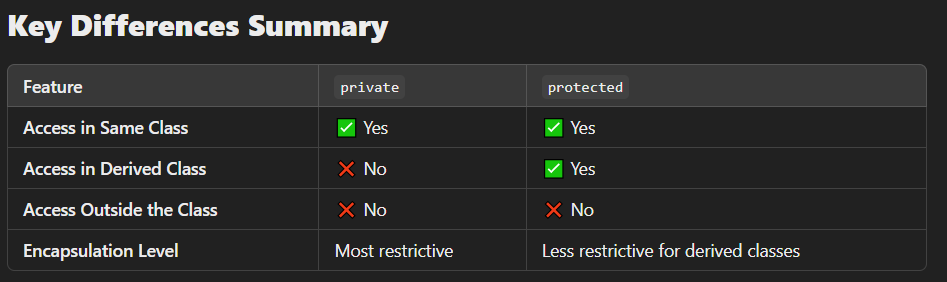 Key Differences Summary
Feature private protected
Access in Same Class ✅ Yes ✅ Yes
Access in Derived Class ❌ No ✅ Yes
Access Outside the Class ❌ No ❌ No
Encapsulation Level Most restrictive Less restrictive for derived classes